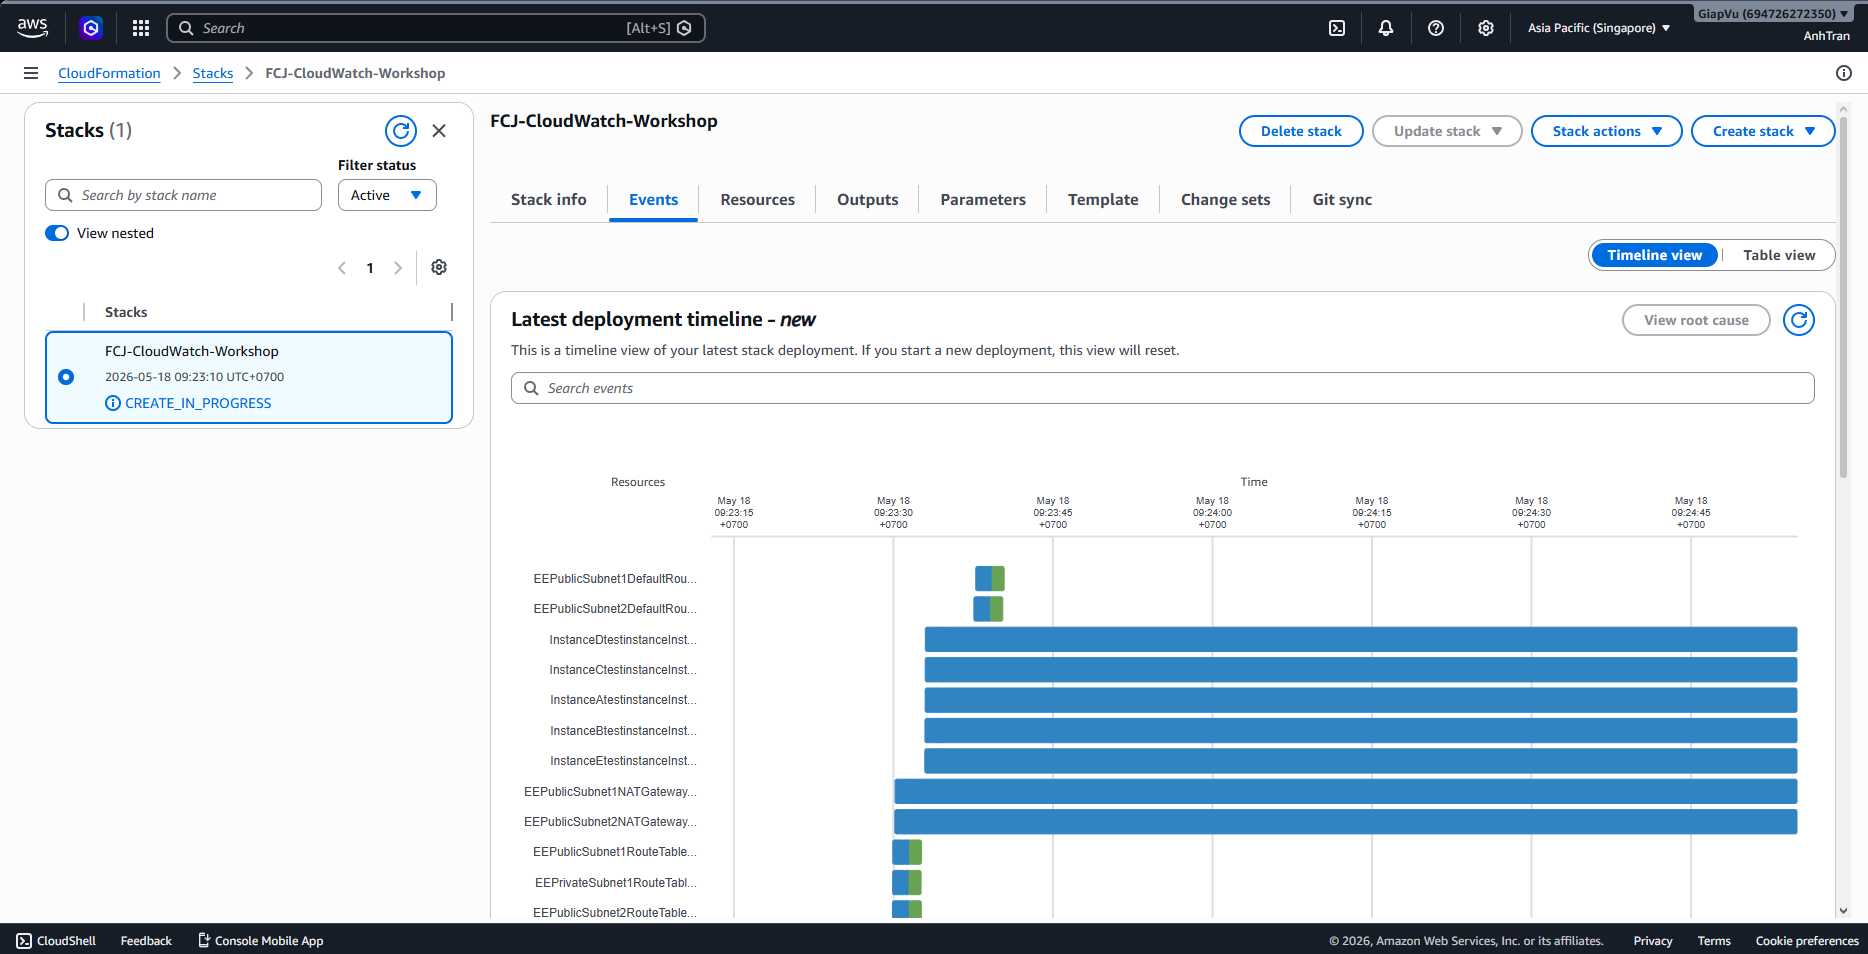 aws
Search
[Alt+S]
Asia Pacific (Singapore)
GiapVu (694726272350)
AnhTran
CloudFormation
Stacks
FCJ-CloudWatch-Workshop
Stacks (1)
Filter status
Search by stack name
Active
View nested
1
Stacks
FCJ-CloudWatch-Workshop
2026-05-18 09:23:10 UTC+0700
CREATE_IN_PROGRESS
FCJ-CloudWatch-Workshop
Delete stack
Update stack
Stack actions
Create stack
Stack info
Events
Resources
Outputs
Parameters
Template
Change sets
Git sync
Timeline view
Table view
Latest deployment timeline - new
View root cause
This is a timeline view of your latest stack deployment. If you start a new deployment, this view will reset.
Search events
Resources
Time
May 18
09:23:15
+0700
May 18
09:23:30
+0700
May 18
09:23:45
+0700
May 18
09:24:00
+0700
May 18
09:24:15
+0700
May 18
09:24:30
+0700
May 18
09:24:45
+0700
EEPublicSubnet1DefaultRou...
EEPublicSubnet2DefaultRou...
InstanceDtestinstanceInst...
InstanceCtestinstanceInst...
InstanceAtestinstanceInst...
InstanceBtestinstanceInst...
InstanceEtestinstanceInst...
EEPublicSubnet1NATGateway...
EEPublicSubnet2NATGateway...
EEPublicSubnet1RouteTable...
EEPrivateSubnet1RouteTabl...
EEPublicSubnet2RouteTable...
CloudShell
Feedback
Console Mobile App
© 2026, Amazon Web Services, Inc. or its affiliates.
Privacy
Terms
Cookie preferences